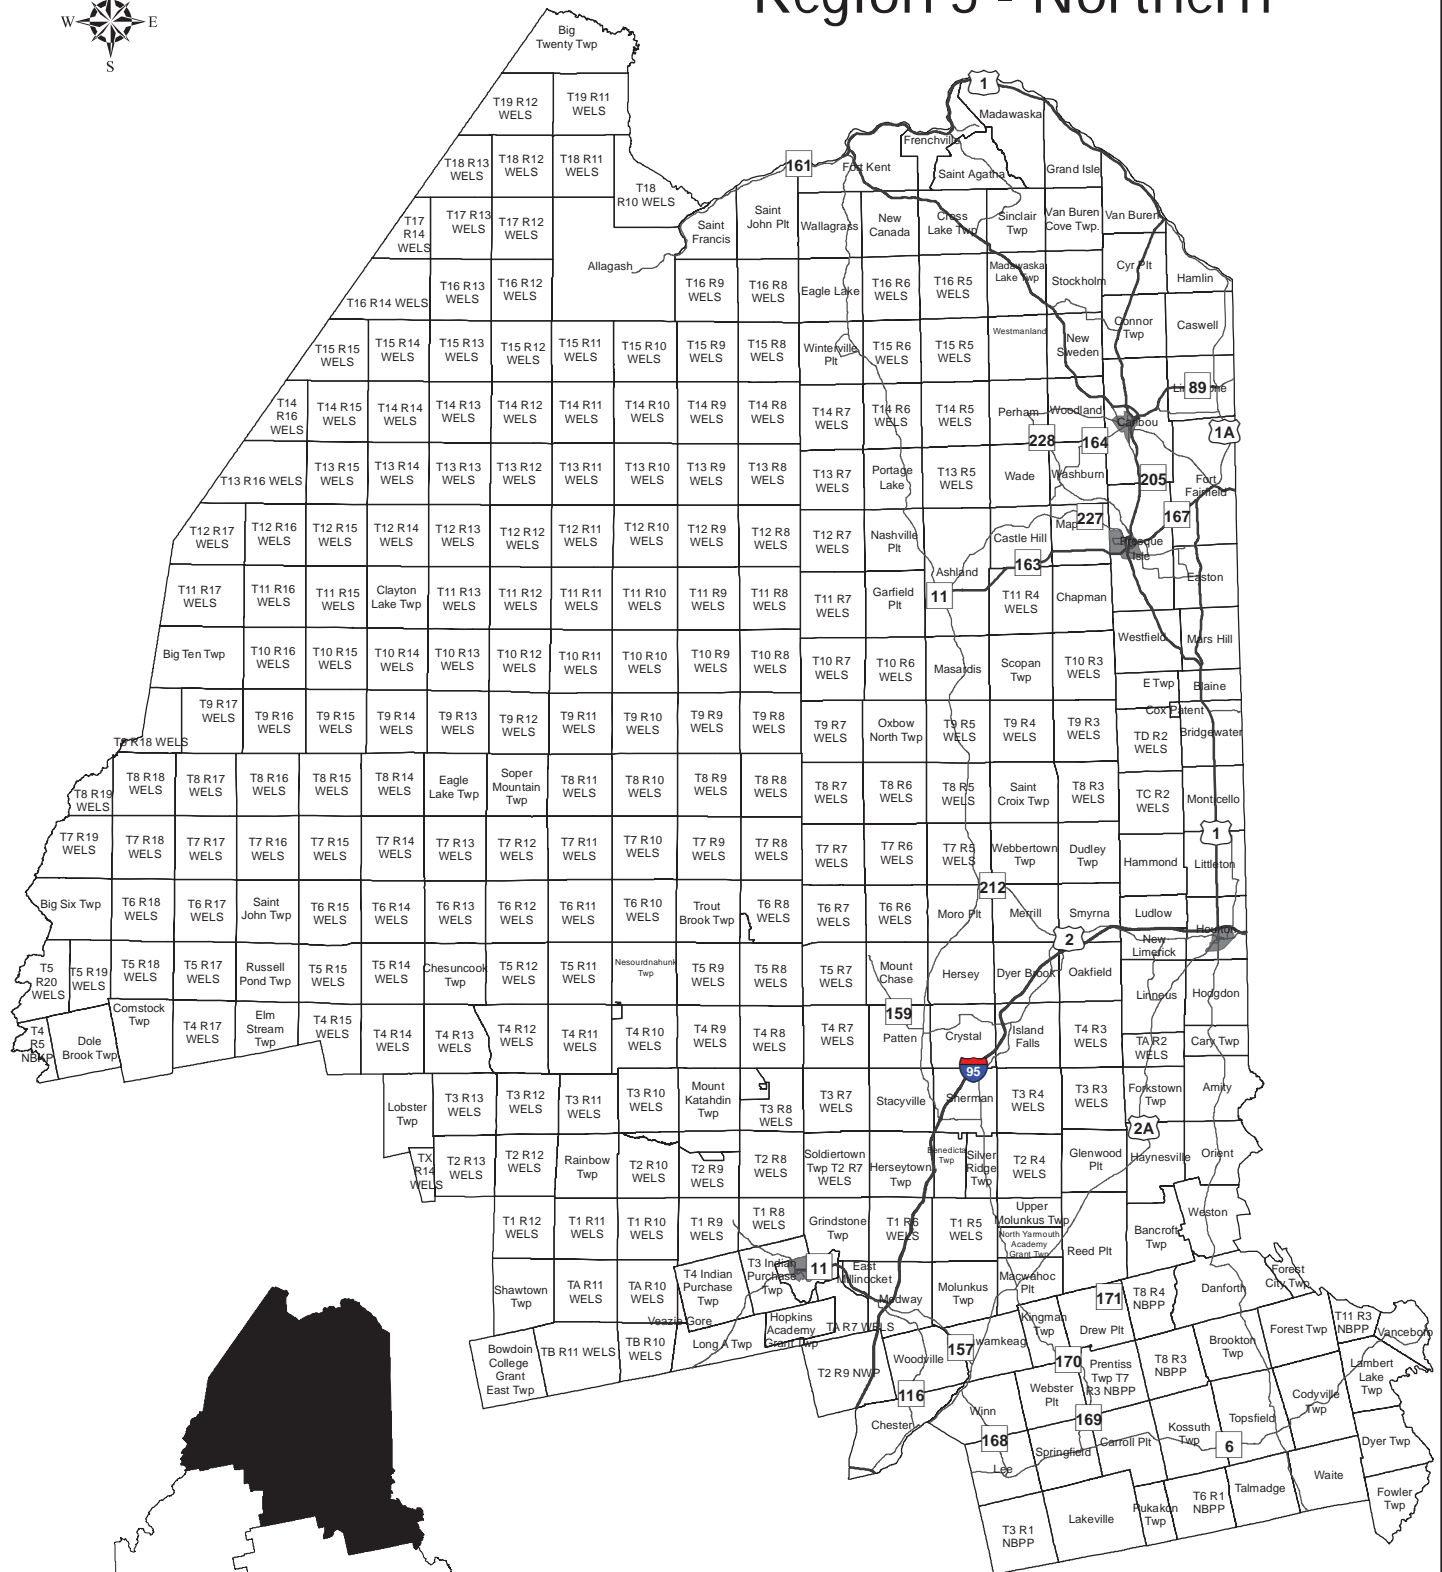 Region 5 - Northern
W
E
S
Big
Twenty Twp
T19 R12
WELS
T19 R11
WELS
1
Madawaska
Frenchville
161
Fort Kent
Saint Agatha
Grand Isle
T18 R13
WELS
T18 R12
WELS
T18 R11
WELS
T18
R10 WELS
T17
R14
WELS
T17 R13
WELS
T17 R12
WELS
Allagash
Saint
Francis
Saint
John Plt
Wallagrass
New
Canada
Cross
Lake Twp
Sinclair
Twp
Van Buren
Cove Twp.
Van Buren
T16 R14 WELS
T16 R13
WELS
T16 R12
WELS
T16 R9
WELS
T16 R8
WELS
Eagle Lake
T16 R6
WELS
T16 R5
WELS
Madawaska
Lake Twp
Stockholm
Cyr Plt
Hamlin
T15 R15
WELS
T15 R14
WELS
T15 R13
WELS
T15 R12
WELS
T15 R11
WELS
T15 R10
WELS
T15 R9
WELS
T15 R8
WELS
Winterville
Plt
T15 R6
WELS
T15 R5
WELS
Westmanland
New
Sweden
Connor
Twp
Caswell
T14
R16
WELS
T14 R15
WELS
T14 R14
WELS
T14 R13
WELS
T14 R12
WELS
T14 R11
WELS
T14 R10
WELS
T14 R9
WELS
T14 R8
WELS
T14 R7
WELS
T14 R6
WELS
T14 R5
WELS
Perham
Woodland
Caribou
89
1A
228
164
T13 R16 WELS
T13 R15
WELS
T13 R14
WELS
T13 R13
WELS
T13 R12
WELS
T13 R11
WELS
T13 R10
WELS
T13 R9
WELS
T13 R8
WELS
T13 R7
WELS
Portage
Lake
T13 R5
WELS
Wade
Washburn
205
Fort
Fairfield
T12 R17
WELS
T12 R16
WELS
T12 R15
WELS
T12 R14
WELS
T12 R13
WELS
T12 R12
WELS
T12 R11
WELS
T12 R10
WELS
T12 R9
WELS
T12 R8
WELS
T12 R7
WELS
Nashville
Plt
Castle Hill
Map
227
167
Presque
Isle
163
T11 R17
WELS
T11 R16
WELS
T11 R15
WELS
Clayton
Lake Twp
T11 R13
WELS
T11 R12
WELS
T11 R11
WELS
T11 R10
WELS
T11 R9
WELS
T11 R8
WELS
T11 R7
WELS
Garfield
Plt
Ashland
11
T11 R4
WELS
Chapman
Easton
Big Ten Twp
T10 R16
WELS
T10 R15
WELS
T10 R14
WELS
T10 R13
WELS
T10 R12
WELS
T10 R11
WELS
T10 R10
WELS
T10 R9
WELS
T10 R8
WELS
T10 R7
WELS
T10 R6
WELS
Masardis
Scopan
Twp
T10 R3
WELS
Westfield
Mars Hill
E Twp
Blaine
T9 R18 WELS
T9 R17
WELS
T9 R16
WELS
T9 R15
WELS
T9 R14
WELS
T9 R13
WELS
T9 R12
WELS
T9 R11
WELS
T9 R10
WELS
T9 R9
WELS
T9 R8
WELS
T9 R7
WELS
Oxbow
North Twp
T9 R5
WELS
T9 R4
WELS
T9 R3
WELS
Cox Patent
TD R2
WELS
Bridgewater
T8 R19
WELS
T8 R18
WELS
T8 R17
WELS
T8 R16
WELS
T8 R15
WELS
T8 R14
WELS
Eagle
Lake Twp
Soper
Mountain
Twp
T8 R11
WELS
T8 R10
WELS
T8 R9
WELS
T8 R8
WELS
T8 R7
WELS
T8 R6
WELS
T8 R5
WELS
Saint
Croix Twp
T8 R3
WELS
TC R2
WELS
Monticello
T7 R19
WELS
T7 R18
WELS
T7 R17
WELS
T7 R16
WELS
T7 R15
WELS
T7 R14
WELS
T7 R13
WELS
T7 R12
WELS
T7 R11
WELS
T7 R10
WELS
T7 R9
WELS
T7 R8
WELS
T7 R7
WELS
T7 R6
WELS
T7 R5
WELS
Webbertown
Twp
Dudley
Twp
Hammond
1
Littleton
Big Six Twp
T6 R18
WELS
T6 R17
WELS
Saint
John Twp
T6 R15
WELS
T6 R14
WELS
T6 R13
WELS
T6 R12
WELS
T6 R11
WELS
T6 R10
WELS
Trout
Brook Twp
T6 R8
WELS
T6 R7
WELS
T6 R6
WELS
212
Moro Plt
Merrill
Smyrna
Ludlow
Houlton
2
New
Limerick
T5
R20
WELS
T5 R19
WELS
T5 R18
WELS
T5 R17
WELS
Russell
Pond Twp
T5 R15
WELS
T5 R14
WELS
Chesuncook
Twp
T5 R12
WELS
T5 R11
WELS
Nesourdnahunk
Twp
T5 R9
WELS
T5 R8
WELS
T5 R7
WELS
Mount
Chase
Hersey
Dyer Brook
Oakfield
Linneus
Hodgdon
T4
R5
NBKP
Dole
Brook Twp
Comstock
Twp
T4 R17
WELS
Elm
Stream
Twp
T4 R15
WELS
T4 R14
WELS
T4 R13
WELS
T4 R12
WELS
T4 R11
WELS
T4 R10
WELS
T4 R9
WELS
T4 R8
WELS
T4 R7
WELS
159
Patten
Crystal
Island
Falls
T4 R3
WELS
TA R2
WELS
Cary Twp
95
Lobster
Twp
T3 R13
WELS
T3 R12
WELS
T3 R11
WELS
T3 R10
WELS
Mount
Katahdin
Twp
T3 R8
WELS
T3 R7
WELS
Stacyville
Sherman
T3 R4
WELS
T3 R3
WELS
Forkstown
Twp
Amity
2A
TX
R14
WELS
T2 R13
WELS
T2 R12
WELS
Rainbow
Twp
T2 R10
WELS
T2 R9
WELS
T2 R8
WELS
Soldiertown
Twp T2 R7
WELS
Herseytown
Twp
Benedicta
Twp
Silver
Ridge
Twp
T2 R4
WELS
Glenwood
Plt
Haynesville
Orient
T1 R12
WELS
T1 R11
WELS
T1 R10
WELS
T1 R9
WELS
T1 R8
WELS
Grindstone
Twp
T1 R6
WELS
T1 R5
WELS
Upper
Molunkus Twp
North Yarmouth
Academy
Grant Twp
Reed Plt
Bancroft
Twp
Weston
Shawtown
Twp
TA R11
WELS
TA R10
WELS
T4 Indian
Purchase
Twp
T3 Indian
Purchase
Twp
11
East
Millinocket
Medway
Molunkus
Twp
Macwahoc
Plt
171
T8 R4
NBPP
Danforth
Forest
City Twp
Veazie Gore
Hopkins
Academy
Grant Twp
TA R7 WELS
Kingman
Twp
Drew Plt
Brookton
Twp
Forest Twp
T11 R3
NBPP
Vanceboro
Bowdoin
College
Grant
East Twp
TB R11 WELS
TB R10
WELS
Long A Twp
T2 R9 NWP
Woodville
157
wamkeag
170
Prentiss
Twp T7
R3 NBPP
T8 R3
NBPP
Lambert
Lake
Twp
116
Webster
Plt
Codyville
Twp
Chester
Winn
169
Kossuth
Twp
Topsfield
168
Springfield
Carroll Plt
6
Dyer Twp
Lee
Waite
Talmadge
Fowler
Twp
T3 R1
NBPP
Lakeville
Pukakon
Twp
T6 R1
NBPP